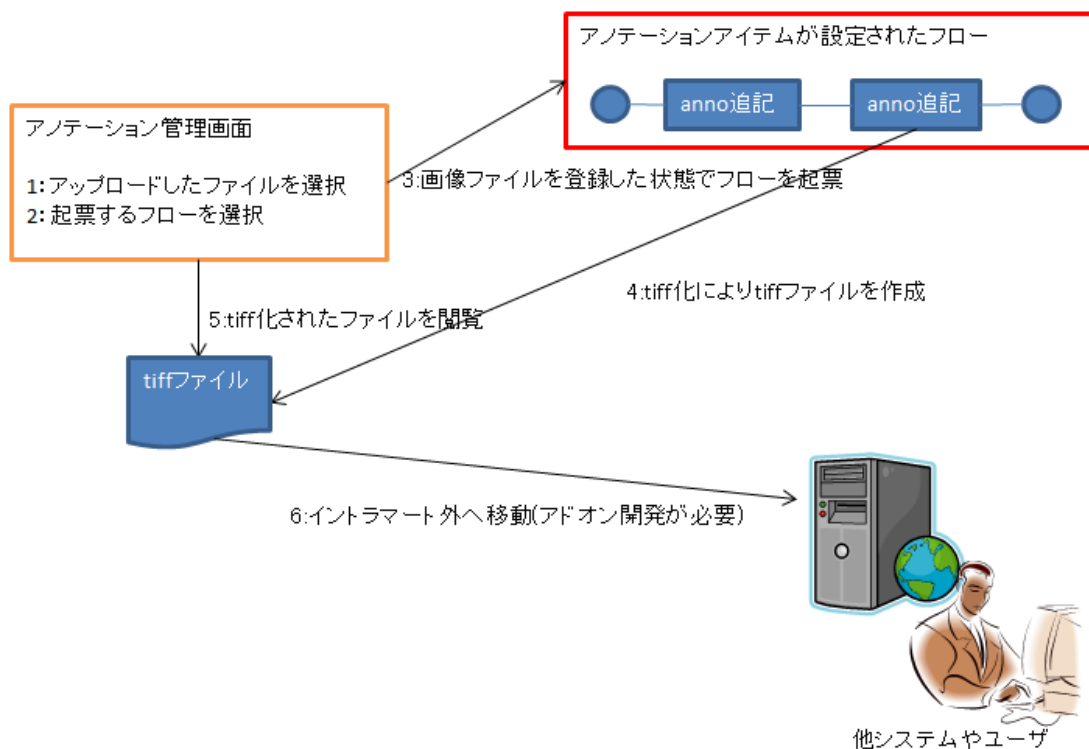 アノテーションアイテムが設定されたフロー
anno追記
anno追記
アノテーション管理画面
1:アップロードしたファイルを選択
2:起票するフローを選択
3:画像ファイルを登録した状態でフローを起票
4:tiff化によりtiffファイルを作成
5:tiff化されたファイルを閲覧
tiffファイル
6:イントラマート外へ移動(アドオン開発が必要)
他システムやユーザ